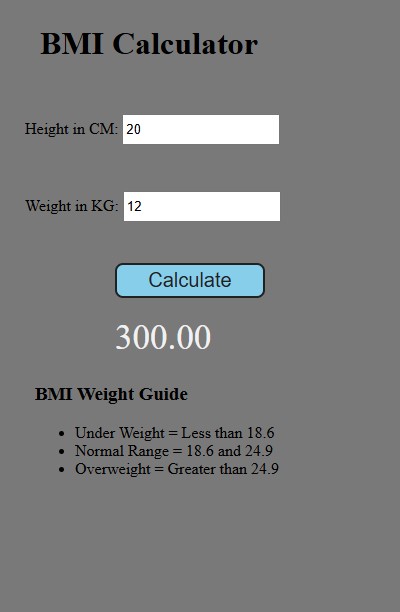 BMI Calculator
Height in CM: 20
Weight in KG: 12
Calculate
300.00
BMI Weight Guide
• Under Weight = Less than 18.6
• Normal Range = 18.6 and 24.9
• Overweight = Greater than 24.9